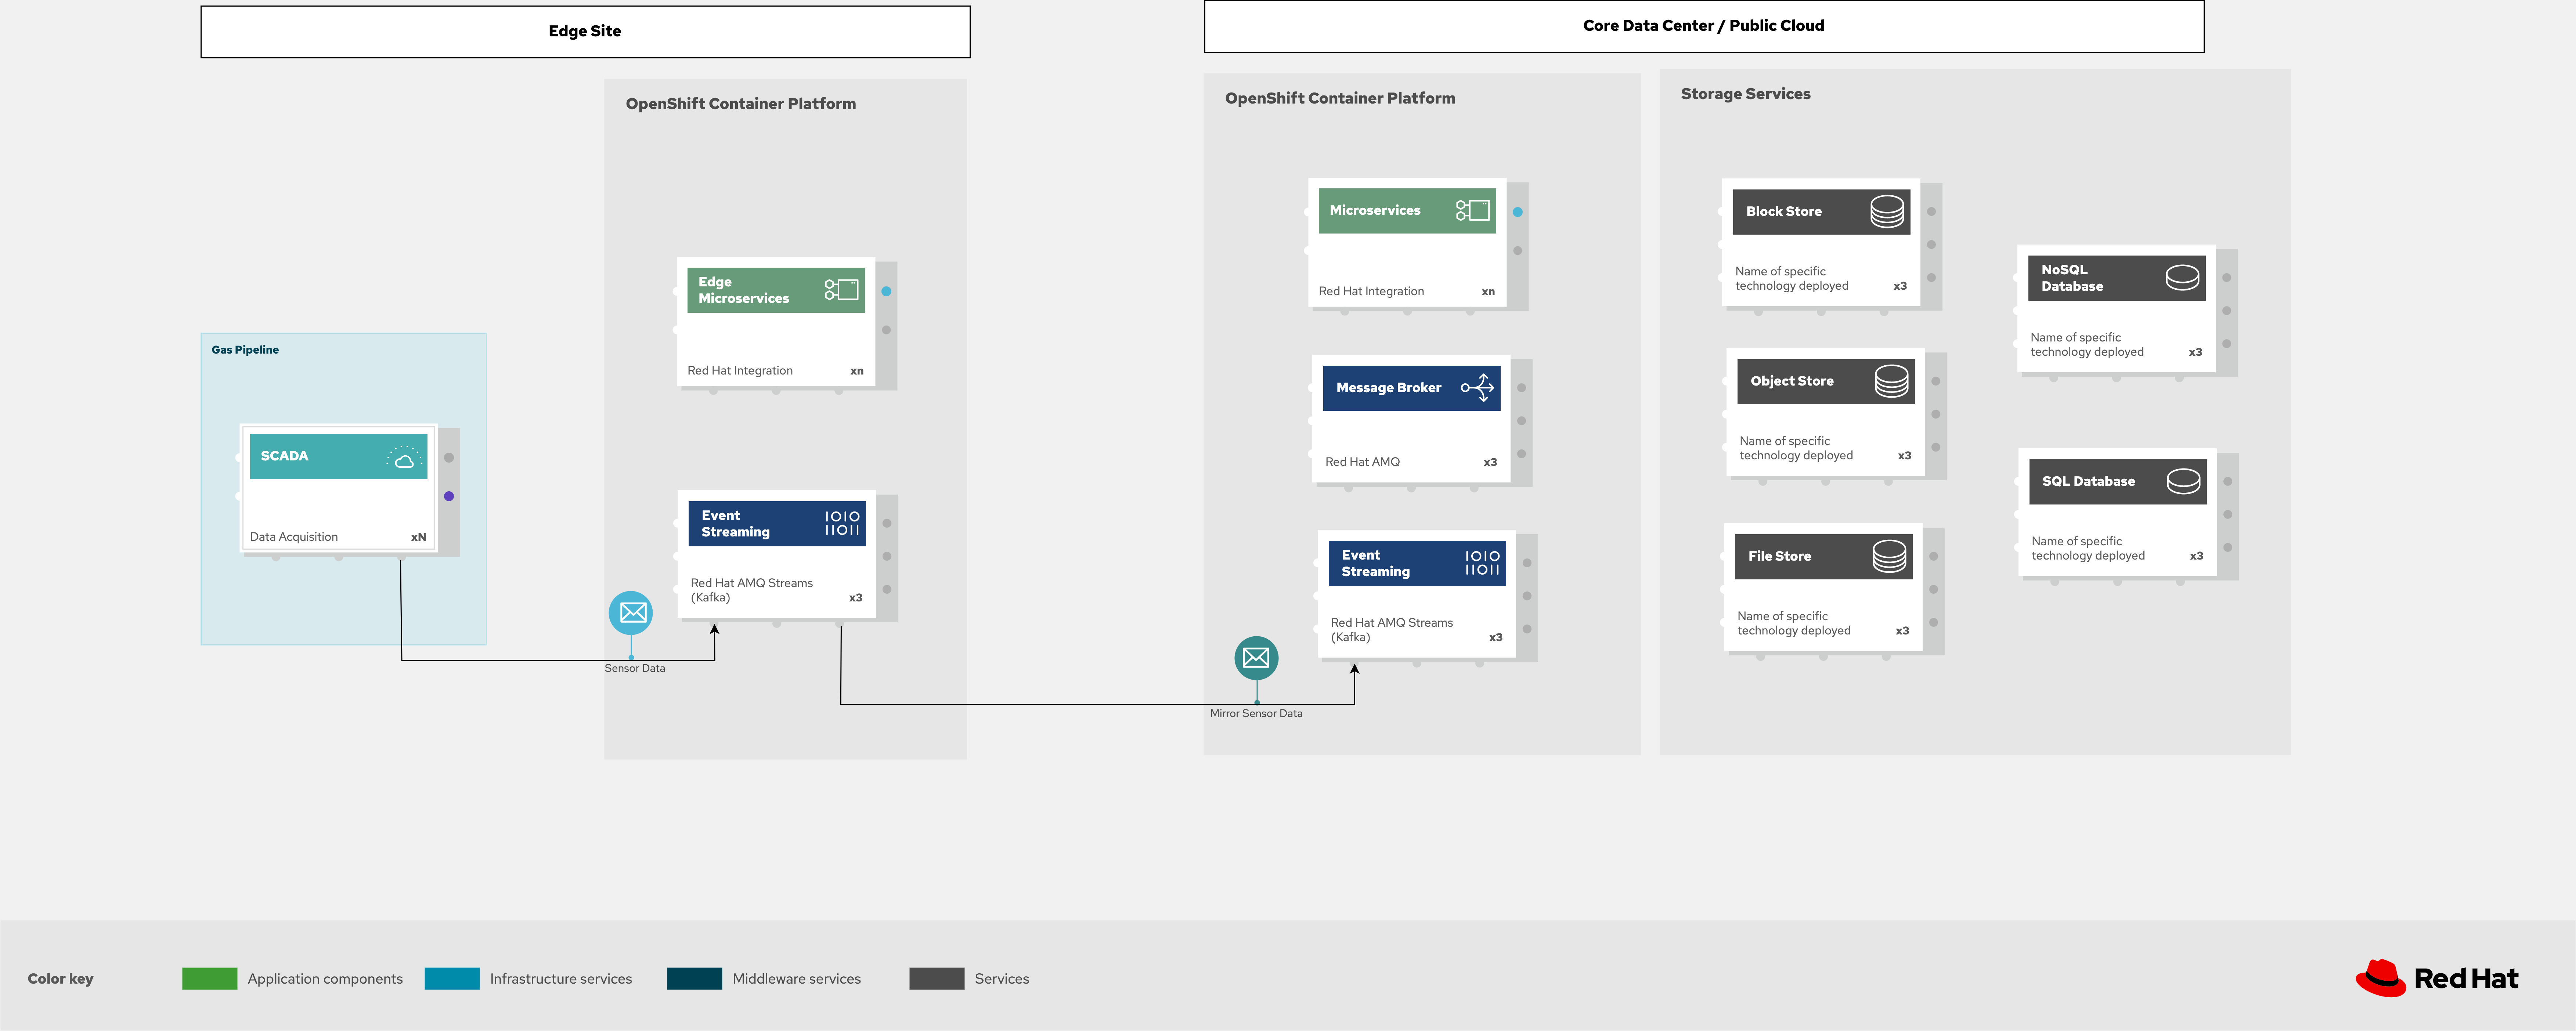 Edge Site
Core Data Center / Public Cloud
OpenShift Container Platform
OpenShift Container Platform
Storage Services
Gas Pipeline
SCADA
Data Acquisition
xN
Edge
Microservices
Red Hat Integration
xn
Event
Streaming
Red Hat AMQ Streams
(Kafka)
x3
IOIO
IIOII
Sensor Data
Microservices
Red Hat Integration
xn
Message Broker
Red Hat AMQ
x3
Event
Streaming
IOIO
IIOII
Red Hat AMQ Streams
(Kafka)
x3
Mirror Sensor Data
Block Store
Name of specific
technology deployed
x3
Object Store
Name of specific
technology deployed
x3
File Store
Name of specific
technology deployed
x3
NoSQL
Database
Name of specific
technology deployed
x3
SQL Database
Name of specific
technology deployed
x3
Color key
Application components
Infrastructure services
Middleware services
Services
Red Hat